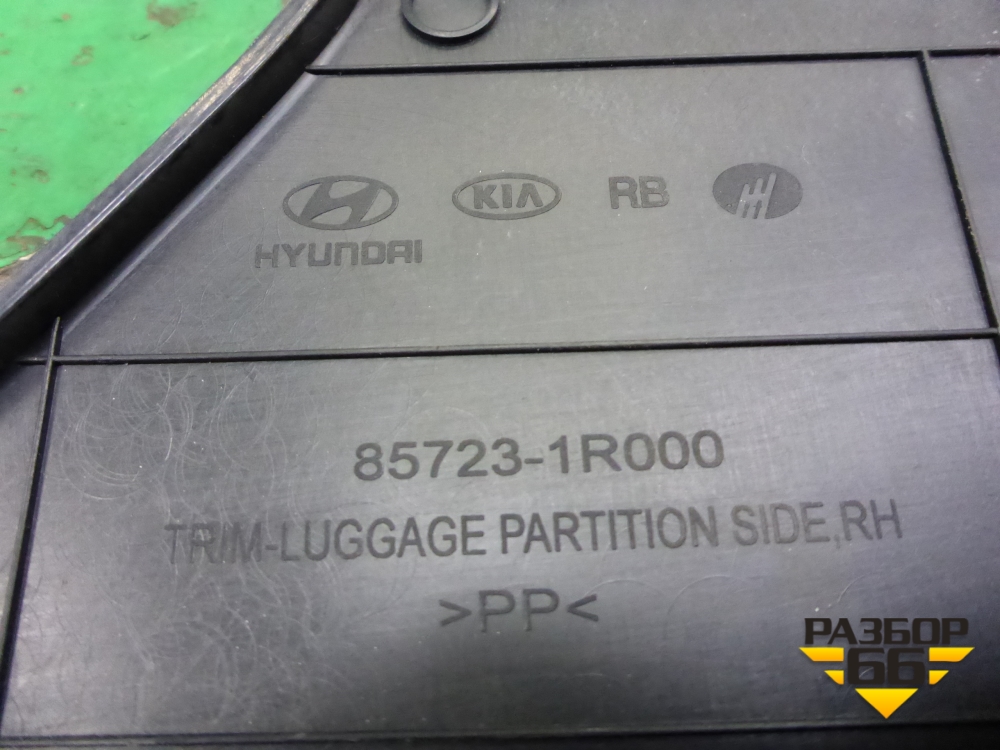 KIA RB
HYUNDAI
85723-1R000
TRIM-LUGGAGE PARTITION SIDE,RH
>PP<
РАЗБОР
66